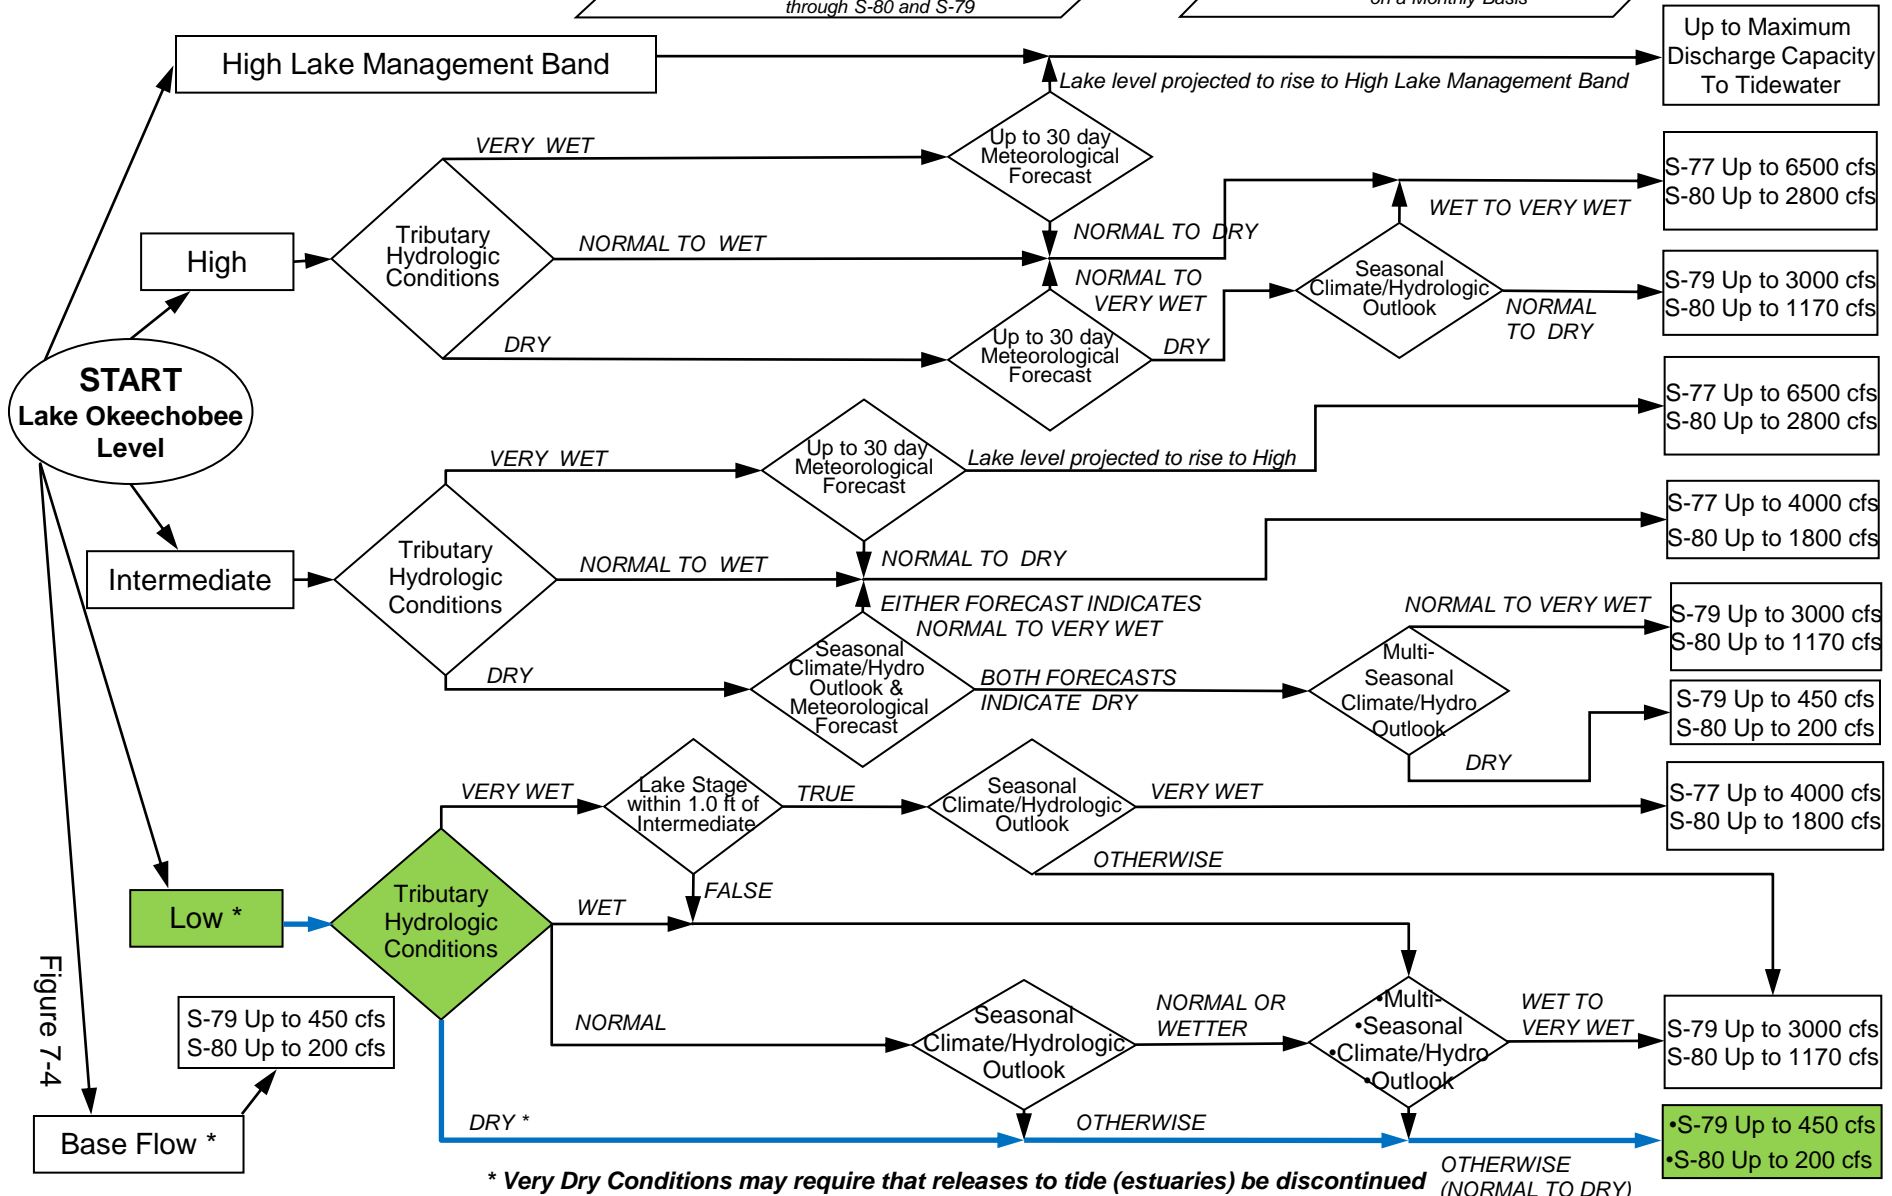 through S-80 and S-79
on a Monthly Basis
High Lake Management Band
Up to Maximum
Discharge Capacity
To Tidewater
Lake level projected to rise to High Lake Management Band
VERY WET
Up to 30 day
Meteorological
Forecast
S-77 Up to 6500 cfs
S-80 Up to 2800 cfs
WET TO VERY WET
High
Tributary
Hydrologic
Conditions
NORMAL TO WET
NORMAL TO DRY
NORMAL TO
VERY WET
Seasonal
Climate/Hydrologic
Outlook
NORMAL
TO DRY
S-79 Up to 3000 cfs
S-80 Up to 1170 cfs
DRY
Up to 30 day
Meteorological
Forecast
DRY
START
Lake Okeechobee
Level
S-77 Up to 6500 cfs
S-80 Up to 2800 cfs
VERY WET
Up to 30 day
Meteorological
Forecast
Lake level projected to rise to High
S-77 Up to 4000 cfs
S-80 Up to 1800 cfs
Intermediate
Tributary
Hydrologic
Conditions
NORMAL TO WET
NORMAL TO DRY
EITHER FORECAST INDICATES
NORMAL TO VERY WET
NORMAL TO VERY WET
S-79 Up to 3000 cfs
S-80 Up to 1170 cfs
DRY
Seasonal
Climate/Hydro
Outlook &
Meteorological
Forecast
BOTH FORECASTS
INDICATE DRY
Multi-
Seasonal
Climate/Hydro
Outlook
S-79 Up to 450 cfs
S-80 Up to 200 cfs
DRY
VERY WET
Lake Stage
within 1.0 ft of
Intermediate
TRUE
Seasonal
Climate/Hydrologic
Outlook
VERY WET
S-77 Up to 4000 cfs
S-80 Up to 1800 cfs
OTHERWISE
FALSE
Low *
Tributary
Hydrologic
Conditions
WET
Figure 7-4
S-79 Up to 450 cfs
S-80 Up to 200 cfs
NORMAL
Seasonal
Climate/Hydrologic
Outlook
NORMAL OR
WETTER
•Multi-
•Seasonal
•Climate/Hydro
•Outlook
WET TO
VERY WET
S-79 Up to 3000 cfs
S-80 Up to 1170 cfs
Base Flow *
DRY *
OTHERWISE
•S-79 Up to 450 cfs
•S-80 Up to 200 cfs
* Very Dry Conditions may require that releases to tide (estuaries) be discontinued
OTHERWISE
(NORMAL TO DRY)